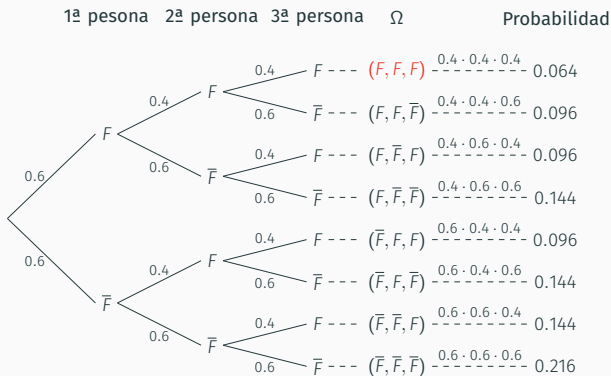 1ª pesona 2ª persona 3ª persona Ω Probabilidad
0.4 F (F, F, F) 0.4 · 0.4 · 0.4 0.064
0.4 F
0.6 F̅ (F, F, F̅) 0.4 · 0.4 · 0.6 0.096
F
0.4 F (F, F̅, F) 0.4 · 0.6 · 0.4 0.096
0.6 0.6 F̅
0.6 F̅ (F, F̅, F̅) 0.4 · 0.6 · 0.6 0.144
0.4 F (F̅, F, F) 0.6 · 0.4 · 0.4 0.096
0.6 0.4 F
0.6 F̅ (F̅, F, F̅) 0.6 · 0.4 · 0.6 0.144
F̅
0.4 F (F̅, F̅, F) 0.6 · 0.6 · 0.4 0.144
0.6 F̅
0.6 F̅ (F̅, F̅, F̅) 0.6 · 0.6 · 0.6 0.216